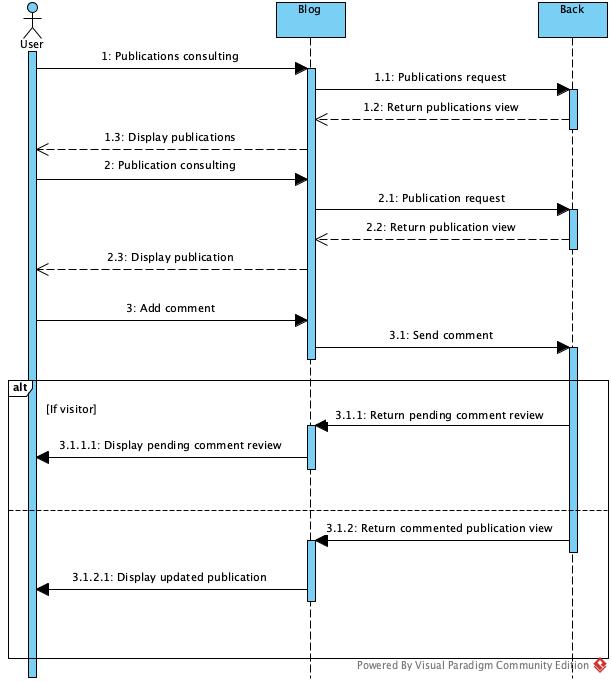 Blog
Back
User
1: Publications consulting
1.1: Publications request
1.2: Return publications view
1.3: Display publications
2: Publication consulting
2.1: Publication request
2.2: Return publication view
2.3: Display publication
3: Add comment
3.1: Send comment
alt
[If visitor]
3.1.1: Return pending comment review
3.1.1.1: Display pending comment review
3.1.2: Return commented publication view
3.1.2.1: Display updated publication
Powered By Visual Paradigm Community Edition